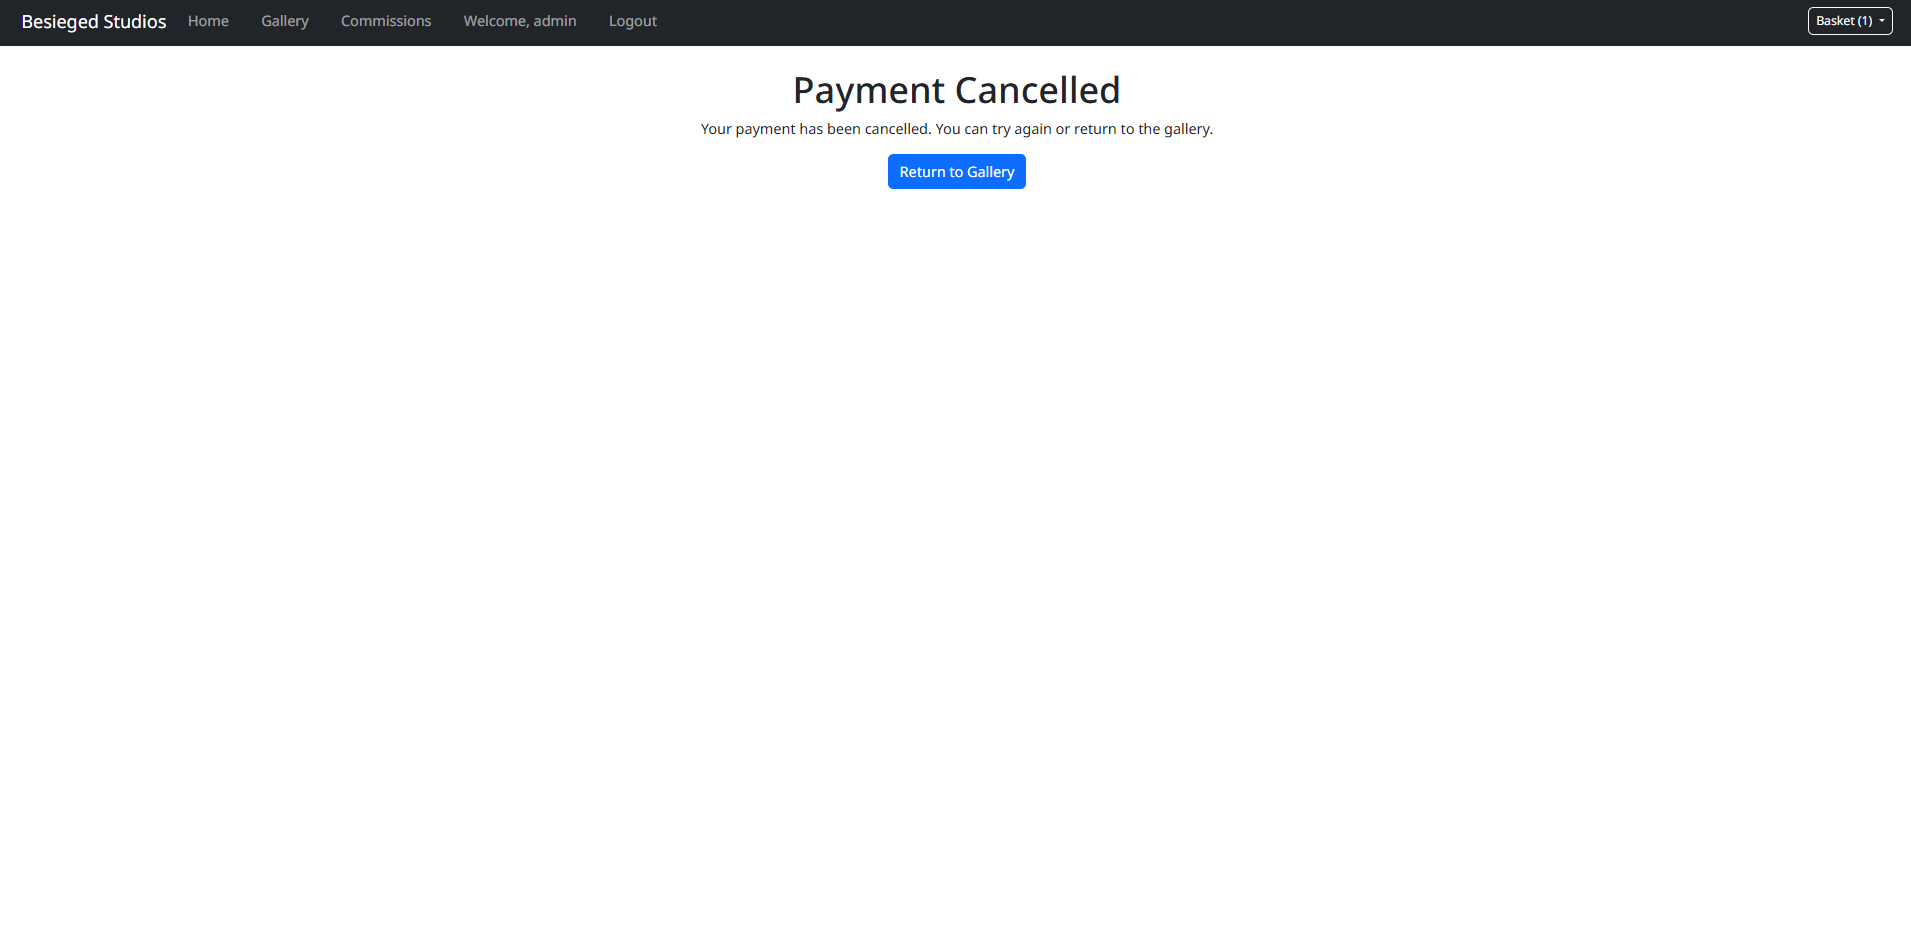 Besieged Studios Home Gallery Commissions Welcome, admin Logout Basket (1)
Payment Cancelled
Your payment has been cancelled. You can try again or return to the gallery.
Return to Gallery